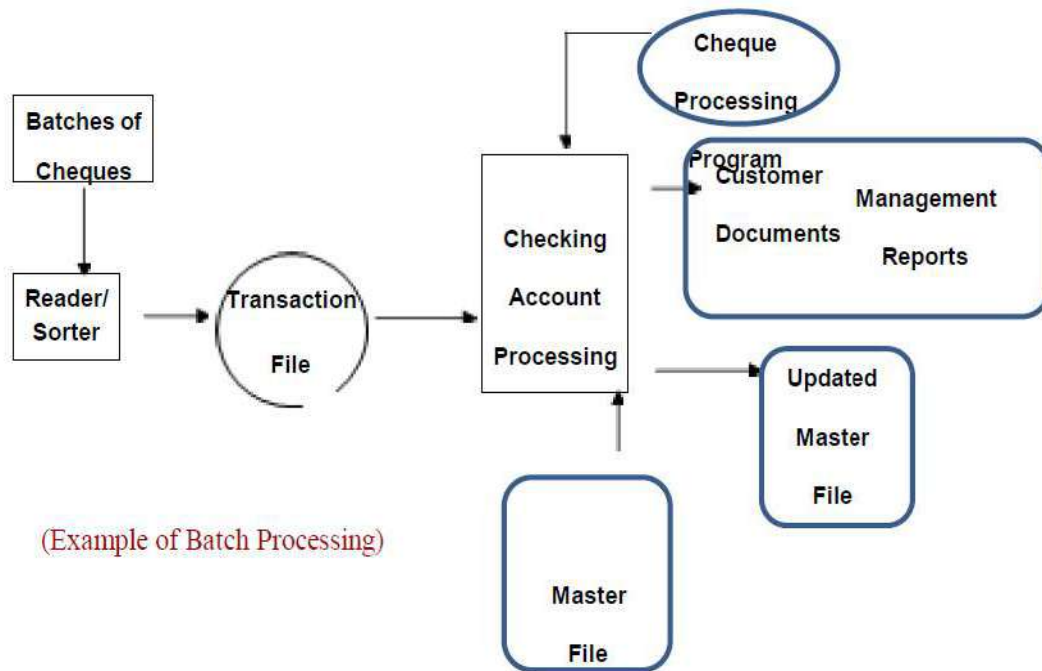 Cheque
Processing
Program
Batches of
Cheques
Customer
Documents
Management
Reports
Checking
Account
Processing
Reader/
Sorter
Transaction
File
Updated
Master
File
(Example of Batch Processing)
Master
File